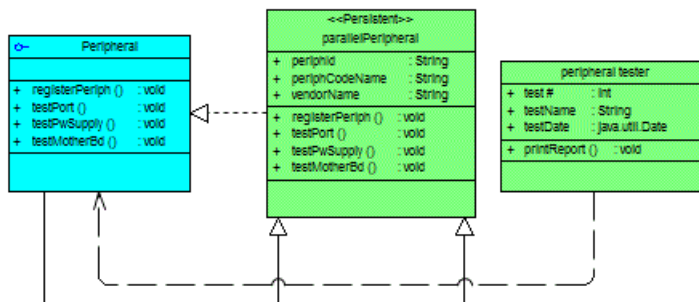 Peripheral
+ registerPeriph () : void
+ testPort () : void
+ testPwSupply () : void
+ testMotherBd () : void
<<Persistent>>
parallelPeripheral
+ periphId : String
+ periphCodeName : String
+ vendorName : String
+ registerPeriph () : void
+ testPort () : void
+ testPwSupply () : void
+ testMotherBd () : void
peripheral tester
+ test # : int
+ testName : String
+ testDate : java.util.Date
+ printReport () : void